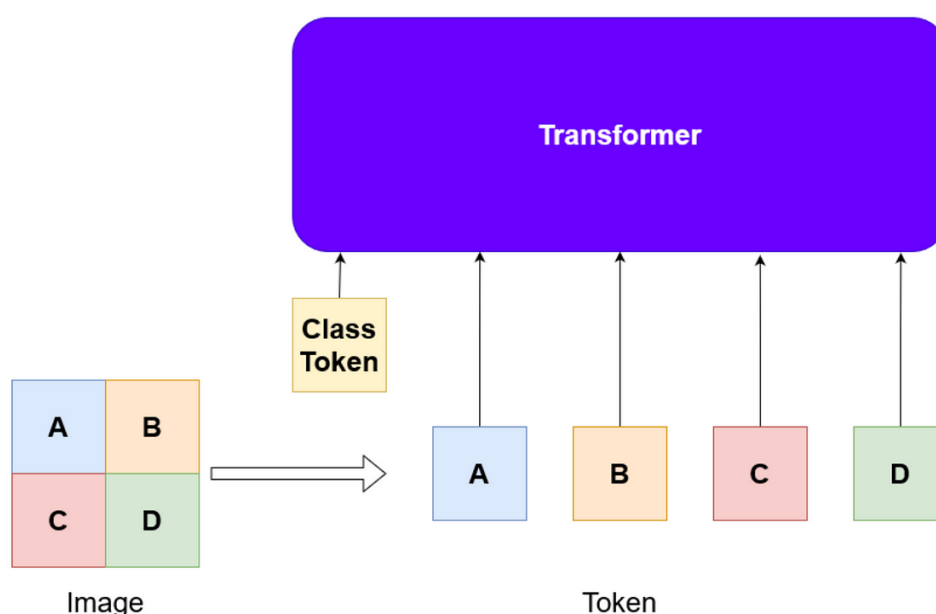 Transformer
Class
Token
A B
C D
A B C D
Image
Token